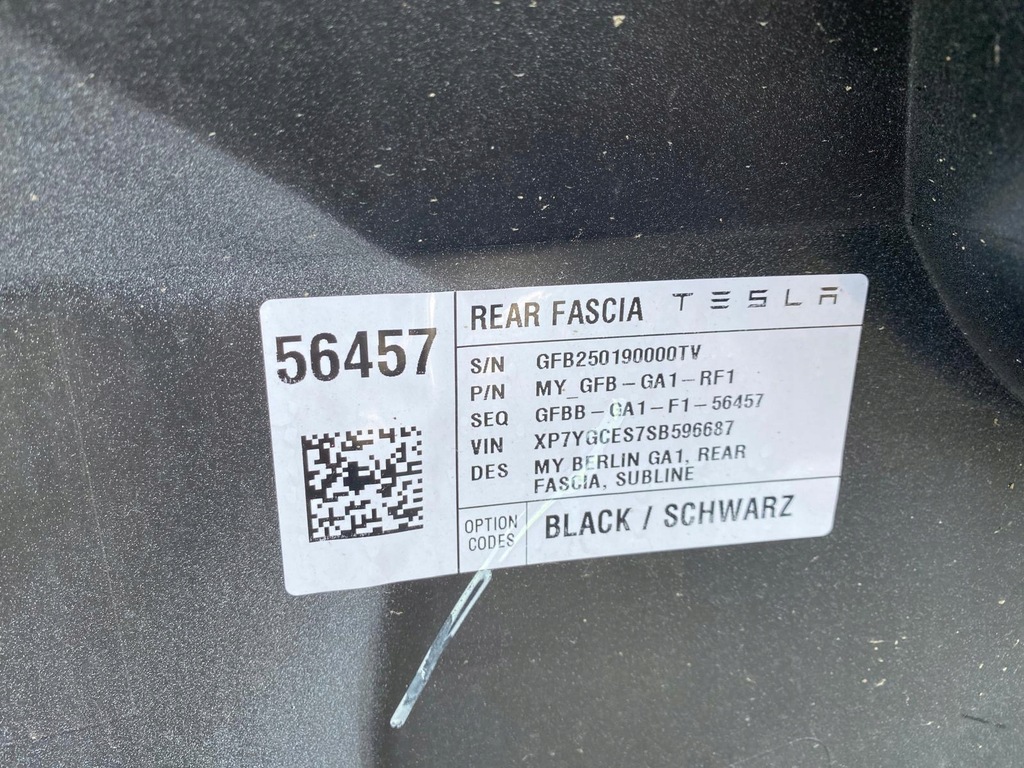 56457
REAR FASCIA TESLA
S/N GFB250190000TV
P/N MY_GFB-GA1-RF1
SEQ GFBB-GA1-F1-56457
VIN XP7YGCES7SB596687
DES MY BERLIN GA1, REAR
FASCIA, SUBLINE
OPTION
CODES
BLACK / SCHWARZ